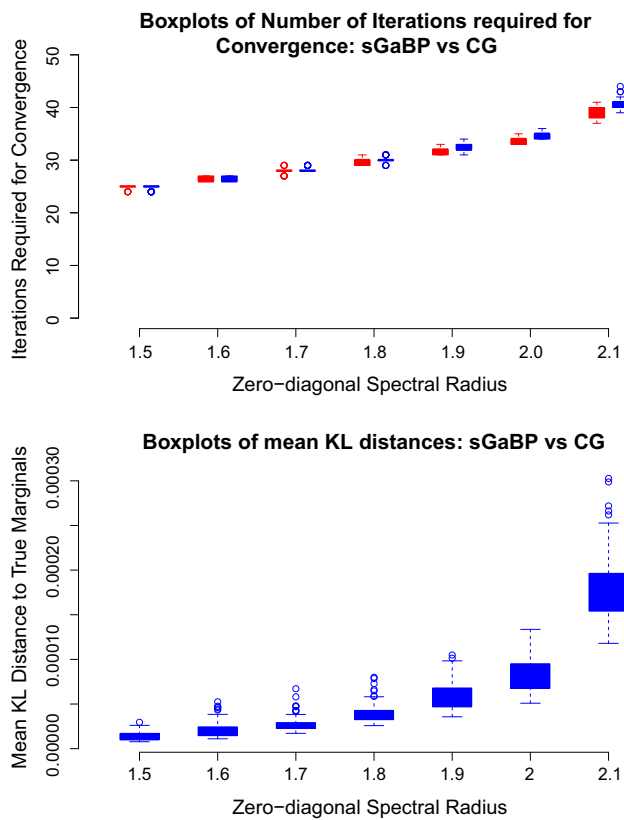 Boxplots of Number of Iterations required for
Convergence: sGaBP vs CG
Iterations Required for Convergence
50
40
30
20
10
0
1.5 1.6 1.7 1.8 1.9 2.0 2.1
Zero−diagonal Spectral Radius
Boxplots of mean KL distances: sGaBP vs CG
Mean KL Distance to True Marginals
0.00030
0.00020
0.00010
0.00000
1.5 1.6 1.7 1.8 1.9 2 2.1
Zero−diagonal Spectral Radius